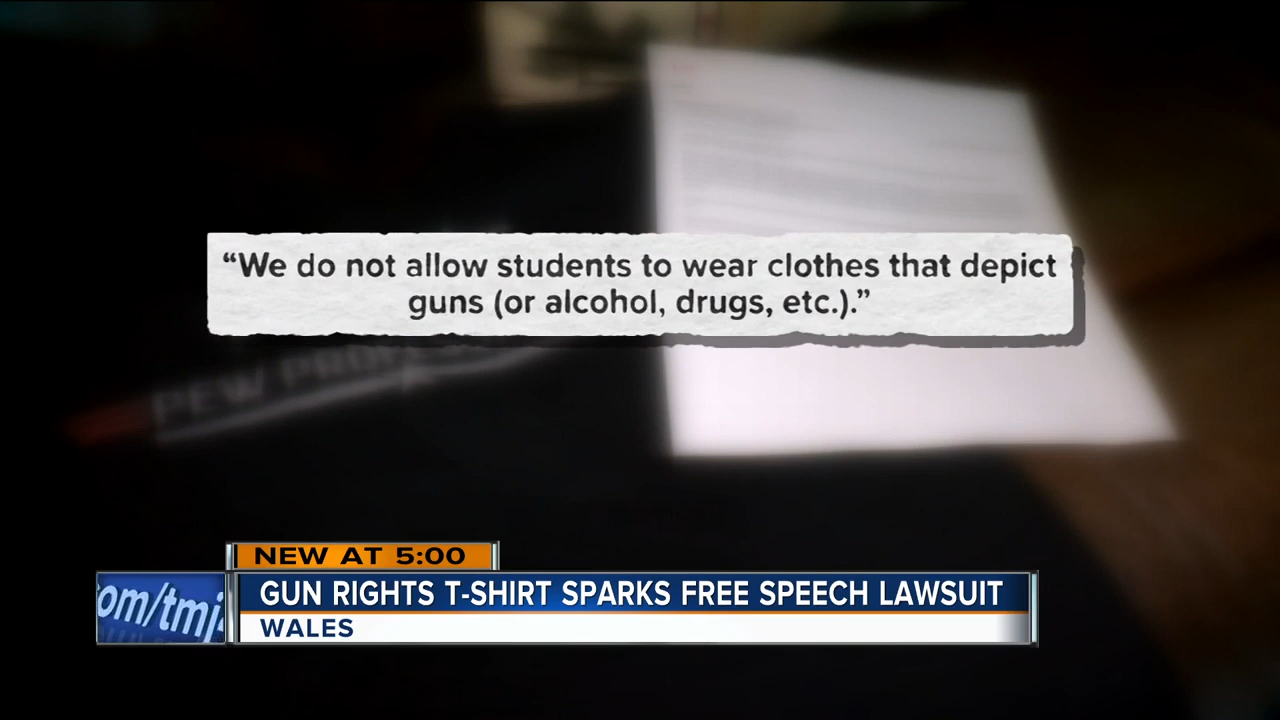 “We do not allow students to wear clothes that depict
guns (or alcohol, drugs, etc.).”
PEW
NEW AT 5:00
GUN RIGHTS T-SHIRT SPARKS FREE SPEECH LAWSUIT
WALES
om/tmj